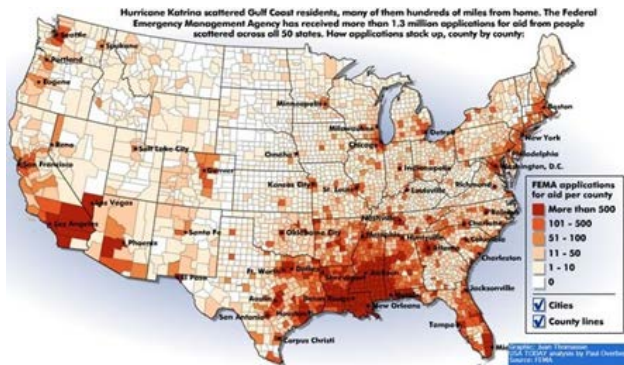 Hurricane Katrina scattered Gulf Coast residents, many of them hundreds of miles from home. The Federal
Emergency Management Agency has received more than 1.3 million applications for aid from people
scattered across all 50 states. How applications stack up, county by county:
Seattle
Spokane
Portland
Eugene
Minneapolis
Boston
Milwaukee
Detroit
Reno
Salt Lake City
Omaha
Chicago
New York
San Francisco
Denver
Indianapolis
Philadelphia
Washington, D.C.
Kansas City
St. Louis
Louisville
Richmond
Las Vegas
Raleigh
Los Angeles
Santa Fe
Oklahoma City
Nashville
Memphis
Huntsville
Charlotte
Columbia
Phoenix
Atlanta
Charleston
El Paso
Ft. Worth
Dallas
Shreveport
Jackson
Austin
Baton Rouge
Jacksonville
San Antonio
Houston
New Orleans
Tampa
Corpus Christi
FEMA applications
for aid per county
More than 500
101 - 500
51 - 100
11 - 50
1 - 10
0
Cities
County lines
Graphic: Juan Thomassie
USA TODAY analysis by Paul
Source: FEMA